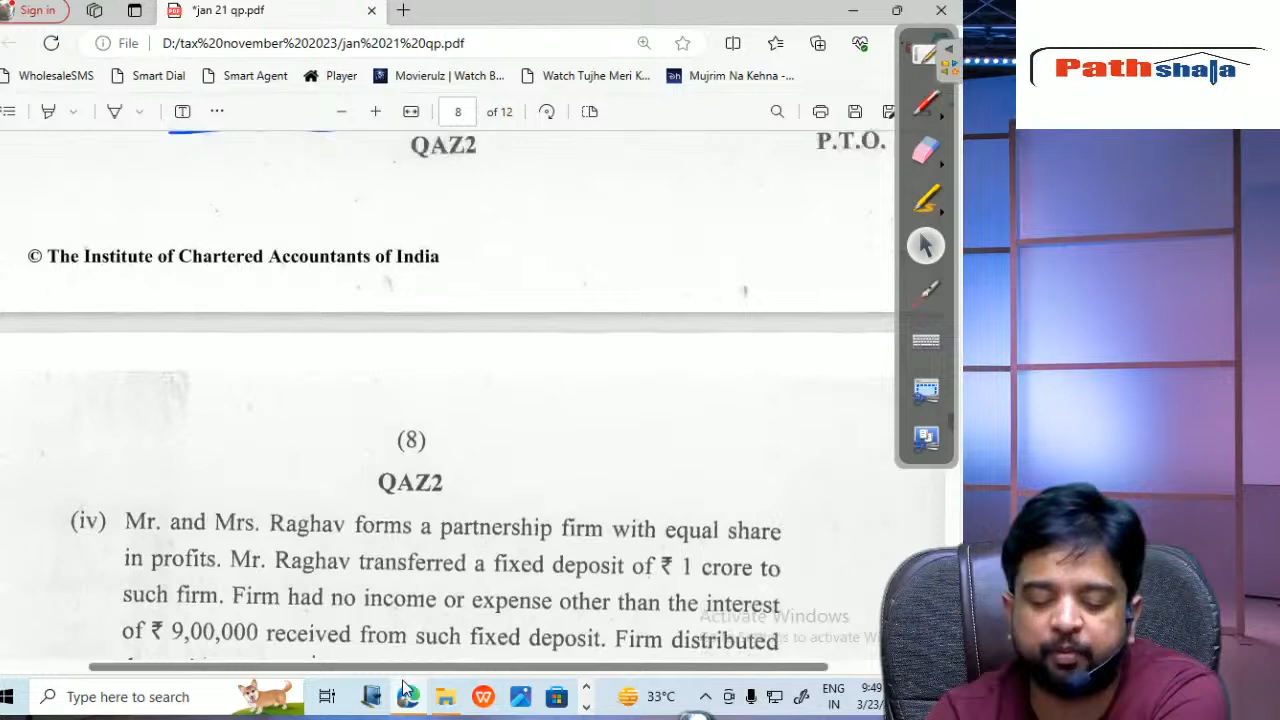 Sign in
*jan 21 qp.pdf
File
D:/tax%20november%202023/jan%2021%20qp.pdf
WholesaleSMS
Smart Dial
Smart Agent
Player
Movierulz | Watch B...
Watch Tujhe Meri K...
Mujrim Na Kehna -...
8
of 12
Pathshala
QAZ2
P.T.O.
© The Institute of Chartered Accountants of India
(8)
QAZ2
(iv) Mr. and Mrs. Raghav forms a partnership firm with equal share
in profits. Mr. Raghav transferred a fixed deposit of ₹ 1 crore to
such firm. Firm had no income or expense other than the interest
of ₹ 9,00,000 received from such fixed deposit. Firm distributed
Activate Windows
to activate
Type here to search
33°C
ENG
IN
9:49
3/23/